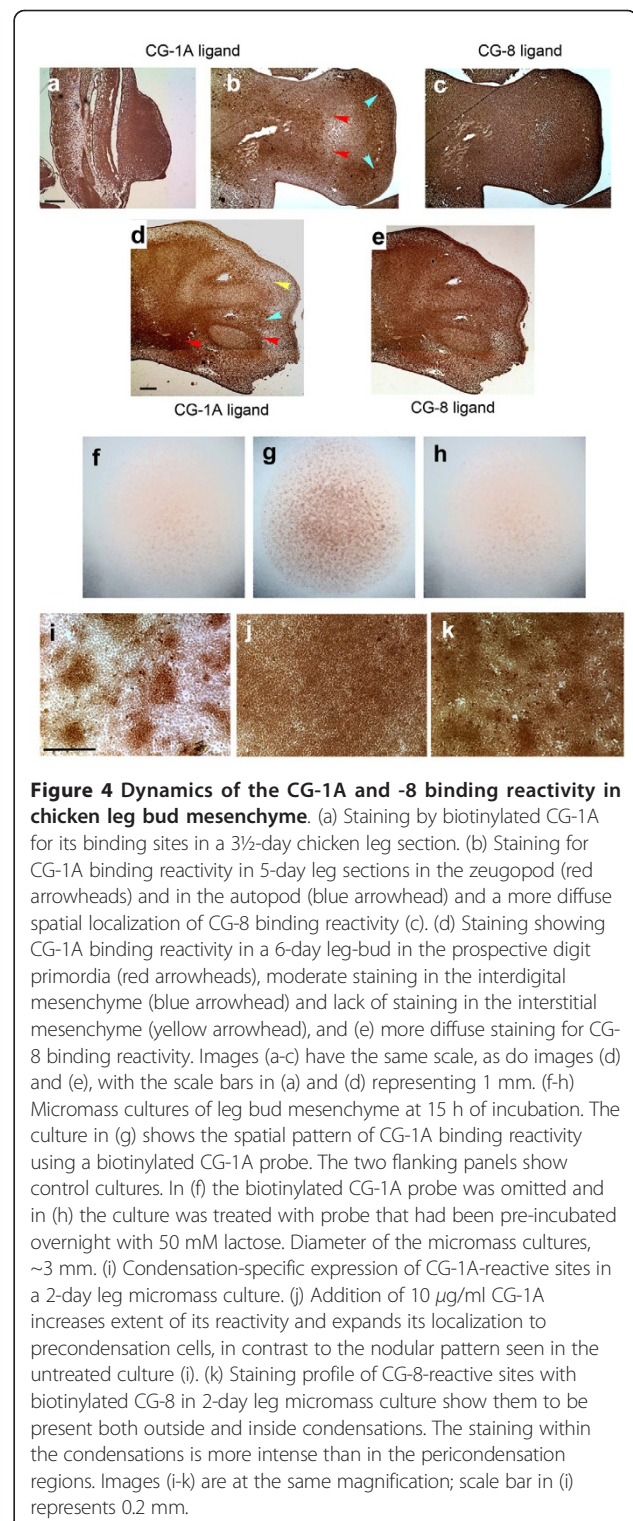 CG-1A ligand
CG-8 ligand
a
b
c
d
e
CG-1A ligand
CG-8 ligand
f
g
h
i
j
k
Figure 4 Dynamics of the CG-1A and -8 binding reactivity in
chicken leg bud mesenchyme. (a) Staining by biotinylated CG-1A
for its binding sites in a 3½-day chicken leg section. (b) Staining for
CG-1A binding reactivity in 5-day leg sections in the zeugopod (red
arrowheads) and in the autopod (blue arrowhead) and a more diffuse
spatial localization of CG-8 binding reactivity (c). (d) Staining showing
CG-1A binding reactivity in a 6-day leg-bud in the prospective digit
primordia (red arrowheads), moderate staining in the interdigital
mesenchyme (blue arrowhead) and lack of staining in the interstitial
mesenchyme (yellow arrowhead), and (e) more diffuse staining for CG-
8 binding reactivity. Images (a-c) have the same scale, as do images (d)
and (e), with the scale bars in (a) and (d) representing 1 mm. (f-h)
Micromass cultures of leg bud mesenchyme at 15 h of incubation. The
culture in (g) shows the spatial pattern of CG-1A binding reactivity
using a biotinylated CG-1A probe. The two flanking panels show
control cultures. In (f) the biotinylated CG-1A probe was omitted and
in (h) the culture was treated with probe that had been pre-incubated
overnight with 50 mM lactose. Diameter of the micromass cultures,
~3 mm. (i) Condensation-specific expression of CG-1A-reactive sites in
a 2-day leg micromass culture. (j) Addition of 10 μg/ml CG-1A
increases extent of its reactivity and expands its localization to
precondensation cells, in contrast to the nodular pattern seen in the
untreated culture (i). (k) Staining profile of CG-8-reactive sites with
biotinylated CG-8 in 2-day leg micromass culture show them to be
present both outside and inside condensations. The staining within
the condensations is more intense than in the pericondensation
regions. Images (i-k) are at the same magnification; scale bar in (i)
represents 0.2 mm.